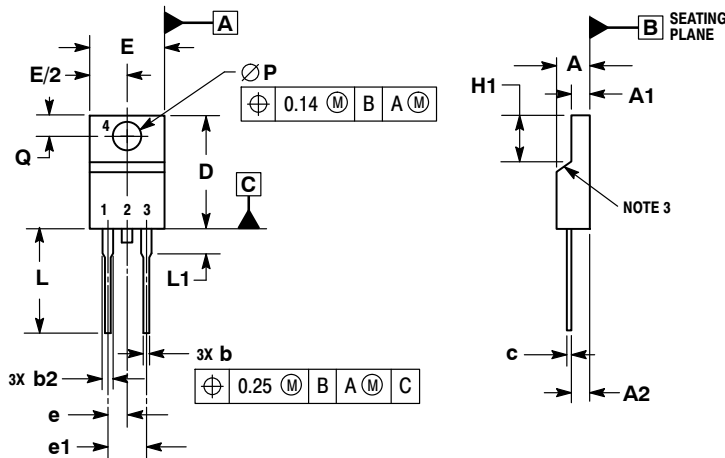 A
E
E/2
Ø P
⌖ 0.14 Ⓜ B A Ⓜ
4
Q
D
C
1 2 3
L
L1
3X b
3X b2
⌖ 0.25 Ⓜ B A Ⓜ C
e
e1
B SEATING
PLANE
A
H1
A1
NOTE 3
c
A2